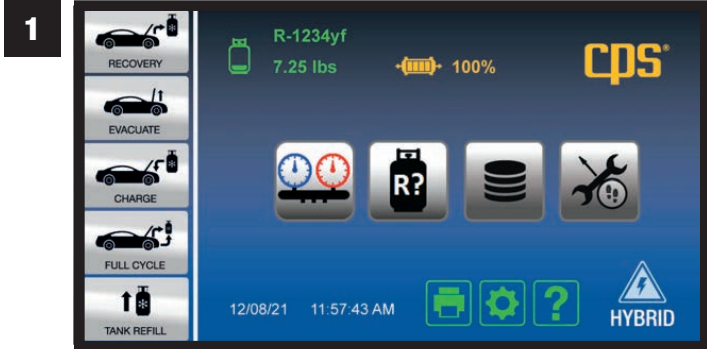 1
RECOVERY
EVACUATE
CHARGE
FULL CYCLE
TANK REFILL
R-1234yf
7.25 lbs
100%
cps®
R?
12/08/21 11:57:43 AM
?
HYBRID